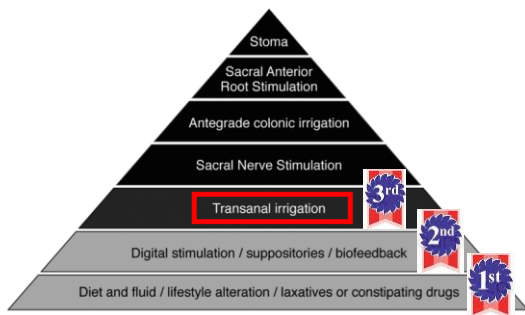 Stoma
Sacral Anterior
Root Stimulation
Antegrade colonic irrigation
Sacral Nerve Stimulation
Transanal irrigation
3rd
Digital stimulation / suppositories / biofeedback
2nd
Diet and fluid / lifestyle alteration / laxatives or constipating drugs
1st